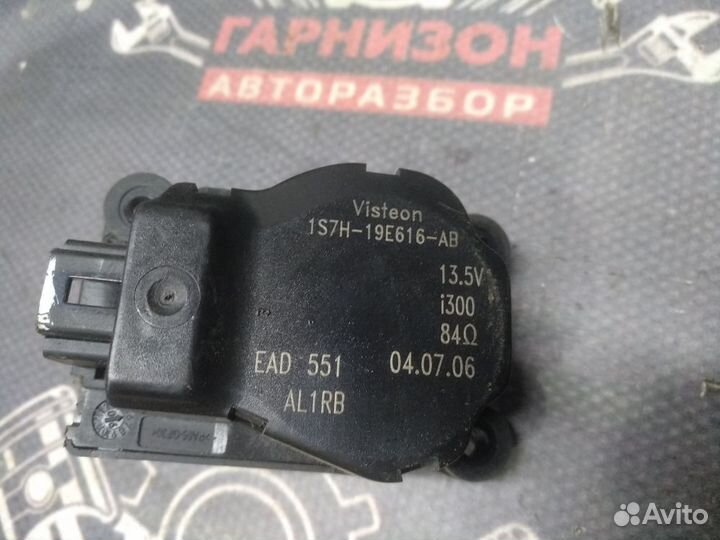 ГАРНИЗОН
АВТОРАЗБОР
Visteon
1S7H-19E616-AB
13.5V
i300
84Ω
EAD 551 04.07.06
AL1RB
Avito